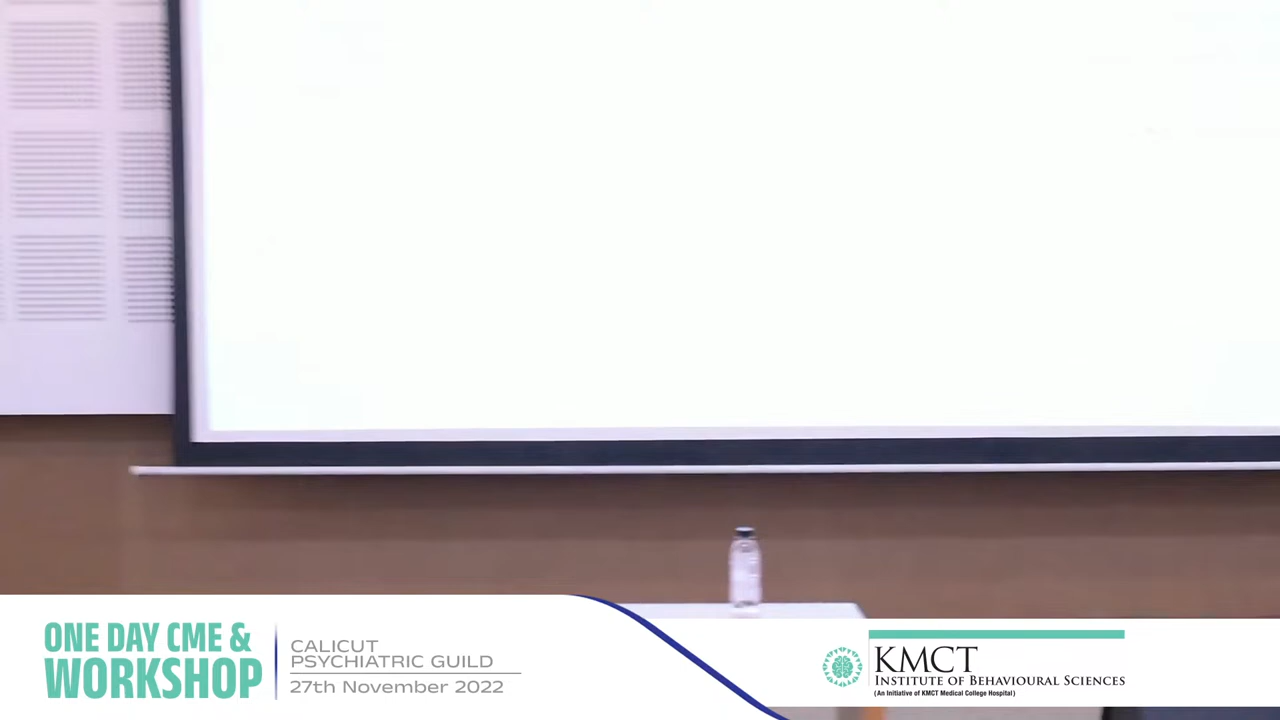 ONE DAY CME &
WORKSHOP
CALICUT
PSYCHIATRIC GUILD
27th November 2022
KMCT
INSTITUTE OF BEHAVIOURAL SCIENCES
(An Initiative of KMCT Medical College Hospital)